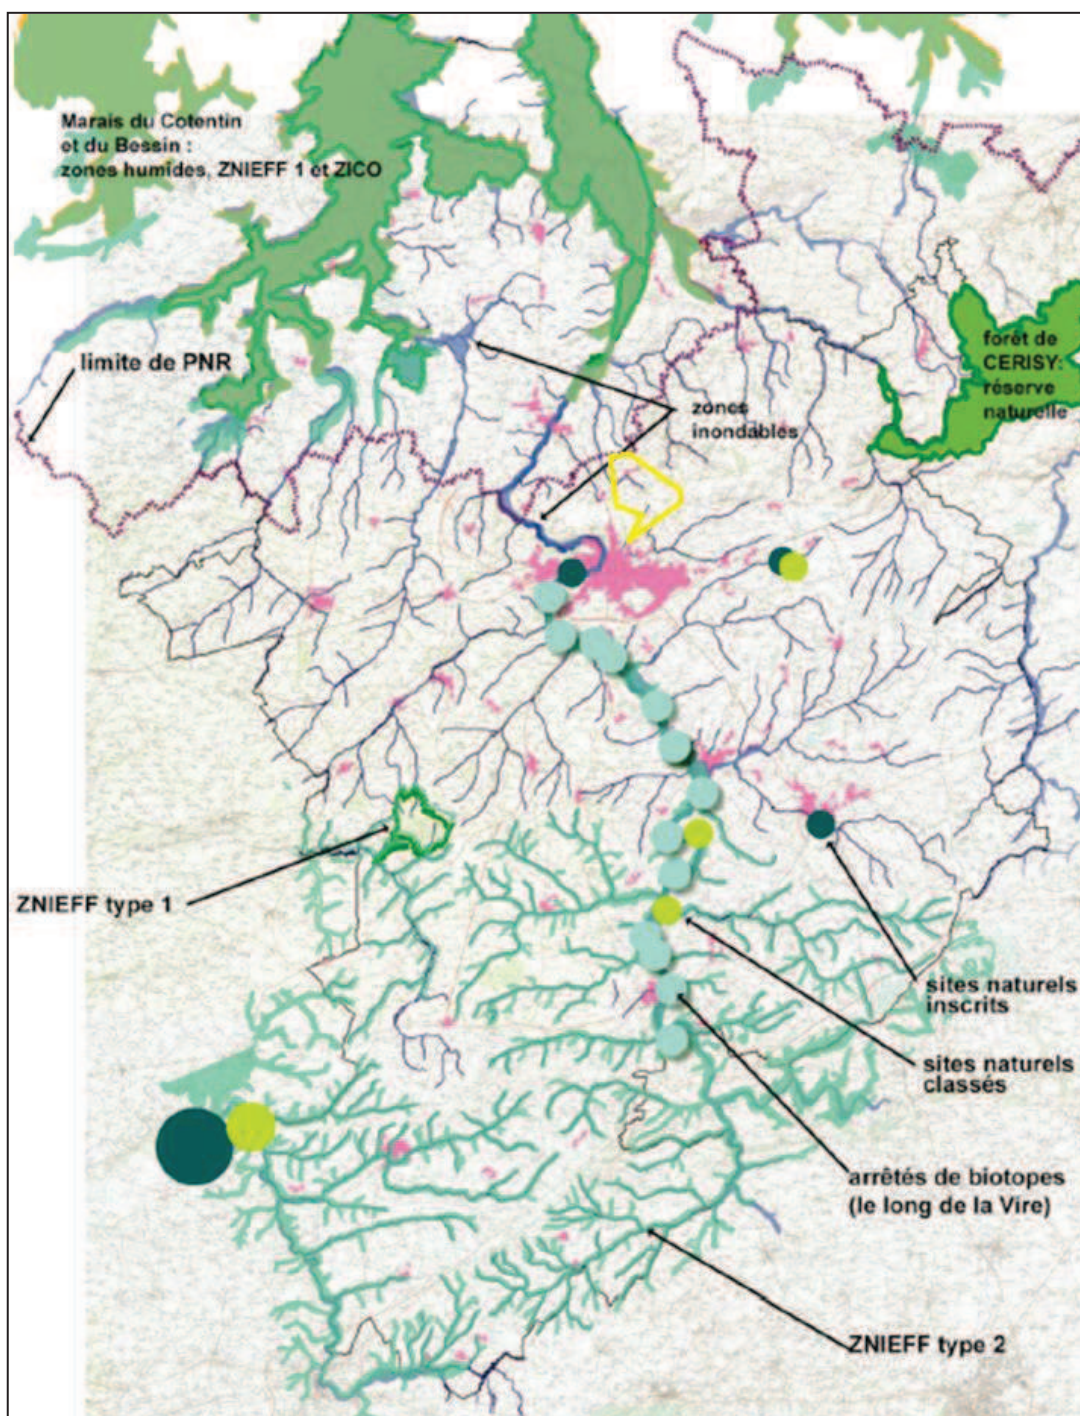 Marais du Cotentin
et du Bessin :
zones humides, ZNIEFF 1 et ZICO
limite de PNR
forêt de
CERISY:
réserve
naturelle
zones
inondables
ZNIEFF type 1
sites naturels
inscrits
sites naturels
classés
arrêtés de biotopes
(le long de la Vire)
ZNIEFF type 2